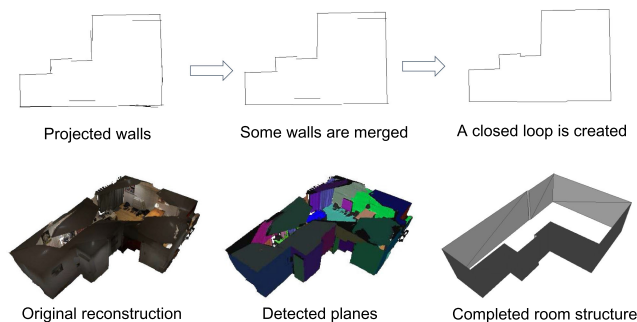 Projected walls
Some walls are merged
A closed loop is created
Original reconstruction
Detected planes
Completed room structure